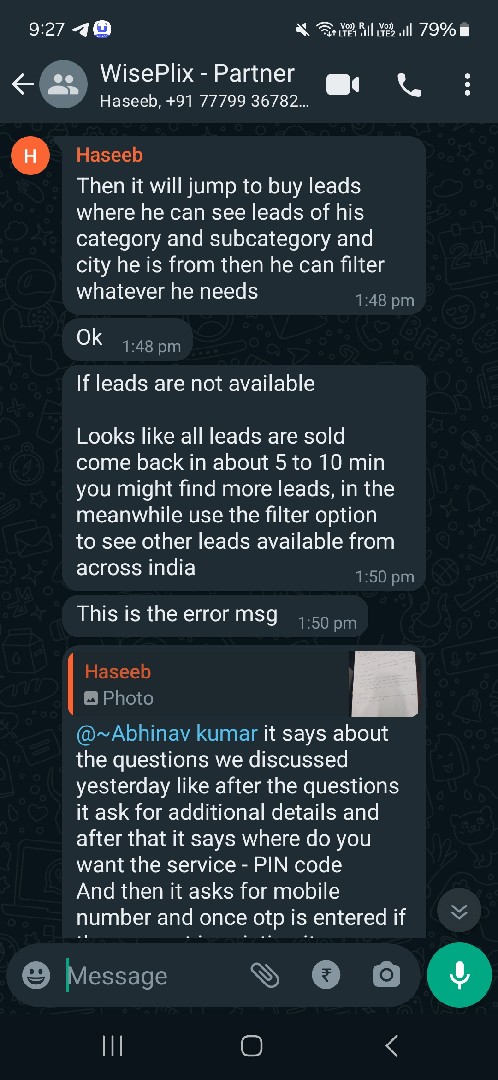 9:27
79%
WisePlix - Partner
Haseeb, +91 77799 36782...
H
Haseeb
Then it will jump to buy leads
where he can see leads of his
category and subcategory and
city he is from then he can filter
whatever he needs
1:48 pm
Ok 1:48 pm
If leads are not available
Looks like all leads are sold
come back in about 5 to 10 min
you might find more leads, in the
meanwhile use the filter option
to see other leads available from
across india
1:50 pm
This is the error msg 1:50 pm
Haseeb
Photo
@~Abhinav kumar it says about
the questions we discussed
yesterday like after the questions
it ask for additional details and
after that it says where do you
want the service - PIN code
And then it asks for mobile
number and once otp is entered if
Message